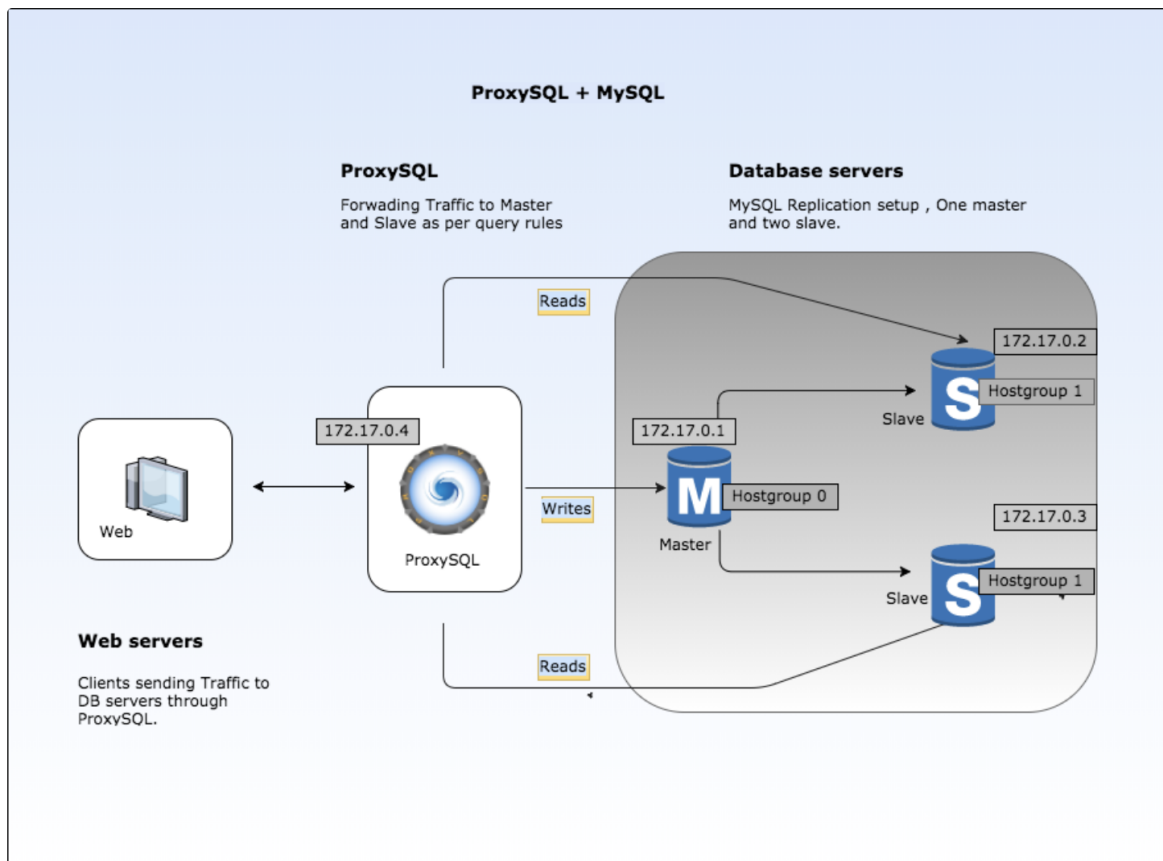 ProxySQL + MySQL
ProxySQL
Forwading Traffic to Master
and Slave as per query rules
Database servers
MySQL Replication setup , One master
and two slave.
Reads
172.17.0.2
S
Hostgroup 1
Slave
172.17.0.4
ProxySQL
172.17.0.1
M
Hostgroup 0
Master
Writes
Web
172.17.0.3
S
Hostgroup 1
Slave
Reads
Web servers
Clients sending Traffic to
DB servers through
ProxySQL.